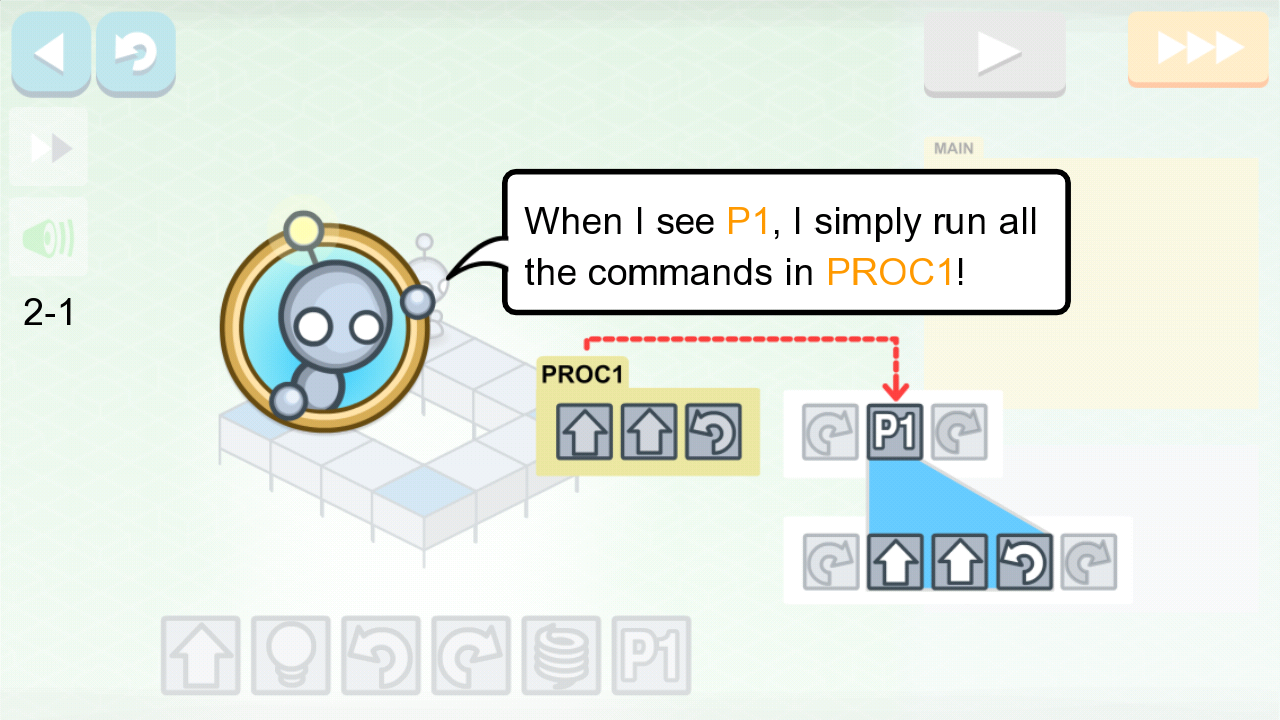 MAIN
When I see P1, I simply run all
the commands in PROC1!
2-1
PROC1
P1
P1